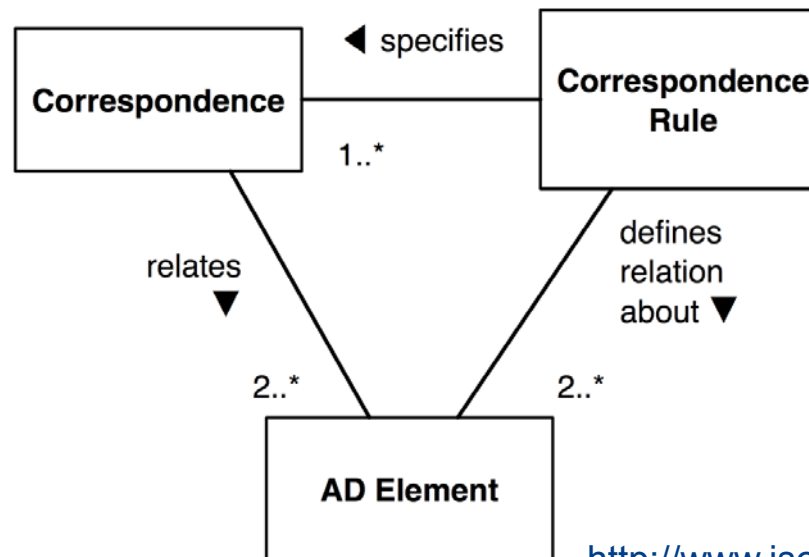 ◀ specifies
Correspondence
Correspondence
Rule
1..*
relates
▼
defines
relation
about ▼
2..*
2..*
AD Element